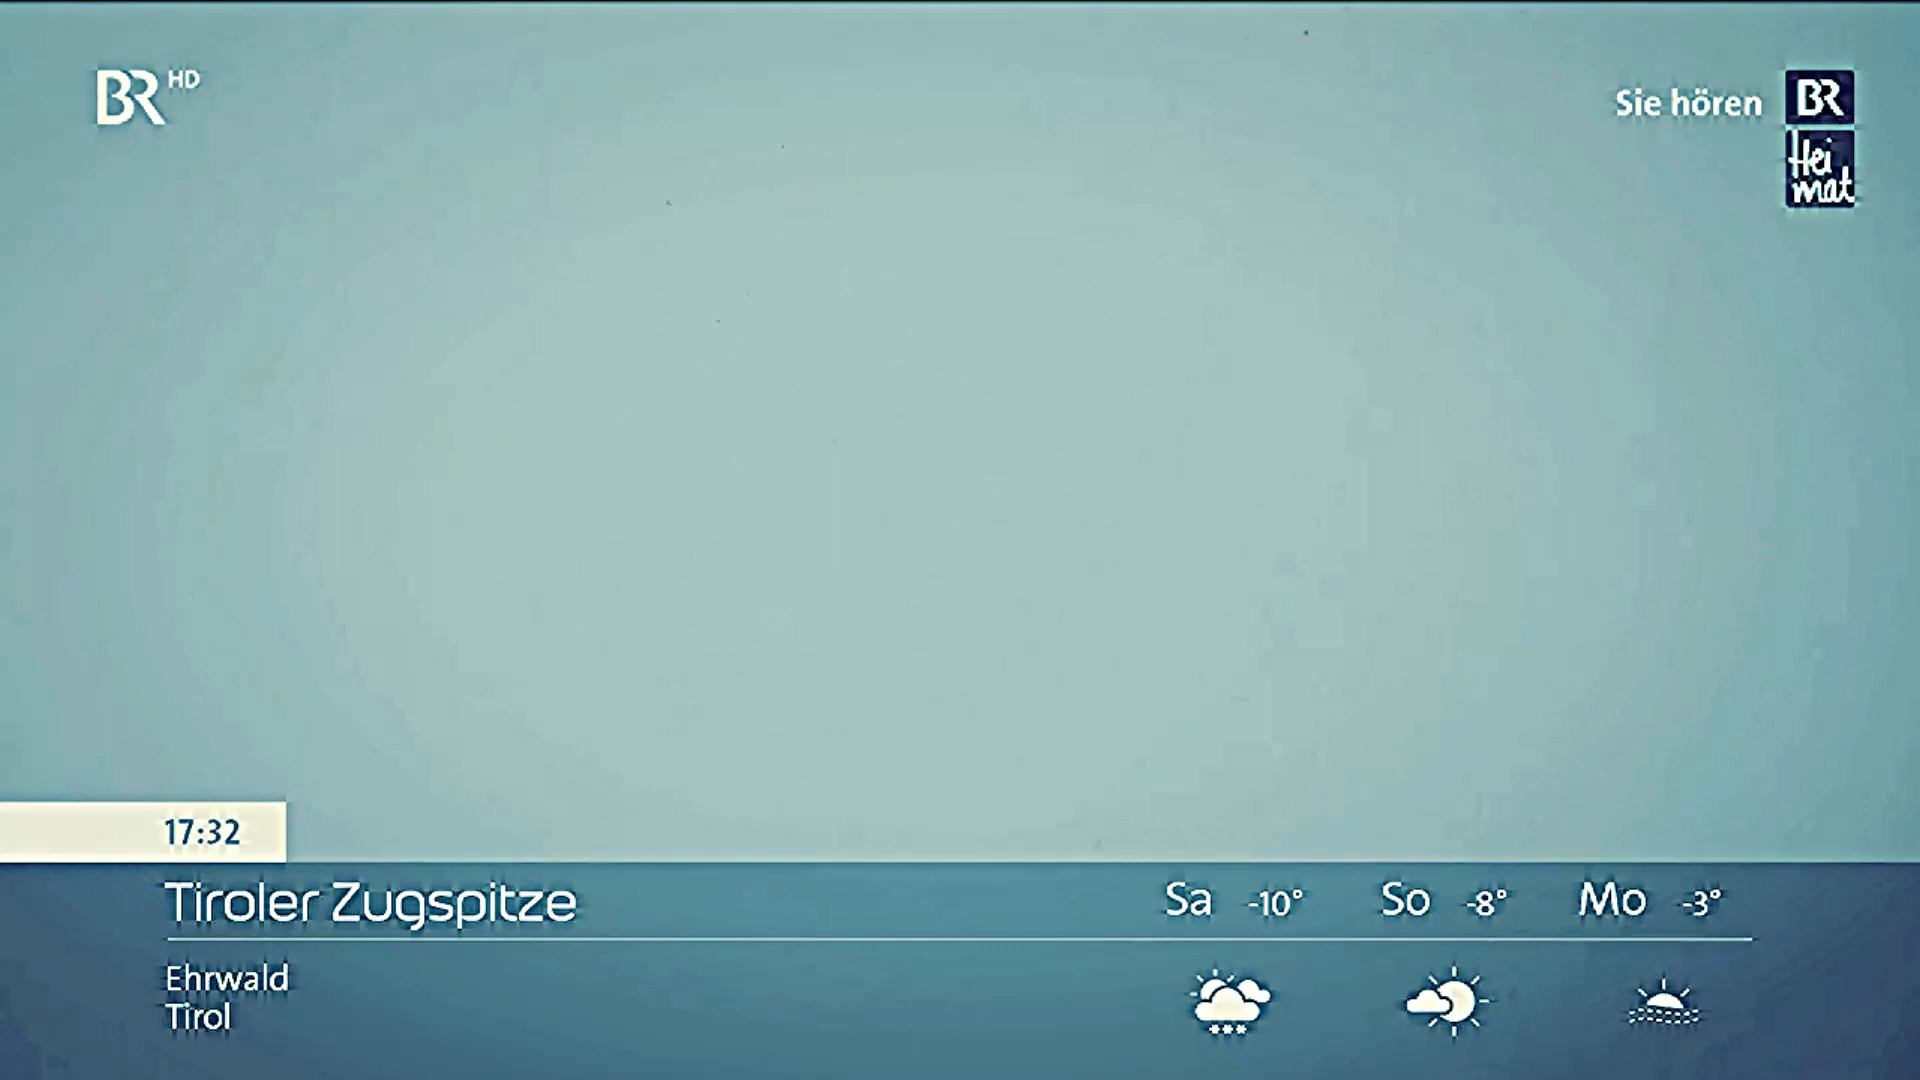 BR HD
Sie hören BR
Hei
mat
17:32
Tiroler Zugspitze
Sa -10° So -8° Mo -3°
Ehrwald
Tirol